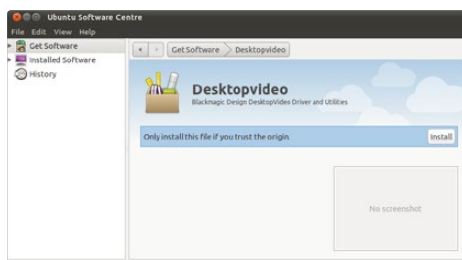 Ubuntu Software Centre
File Edit View Help
Get Software
Installed Software
History
Get Software Desktopvideo
Desktopvideo
Blackmagic Design DesktopVideo Driver and Utilities
Only install this file if you trust the origin.
Install
No screenshot